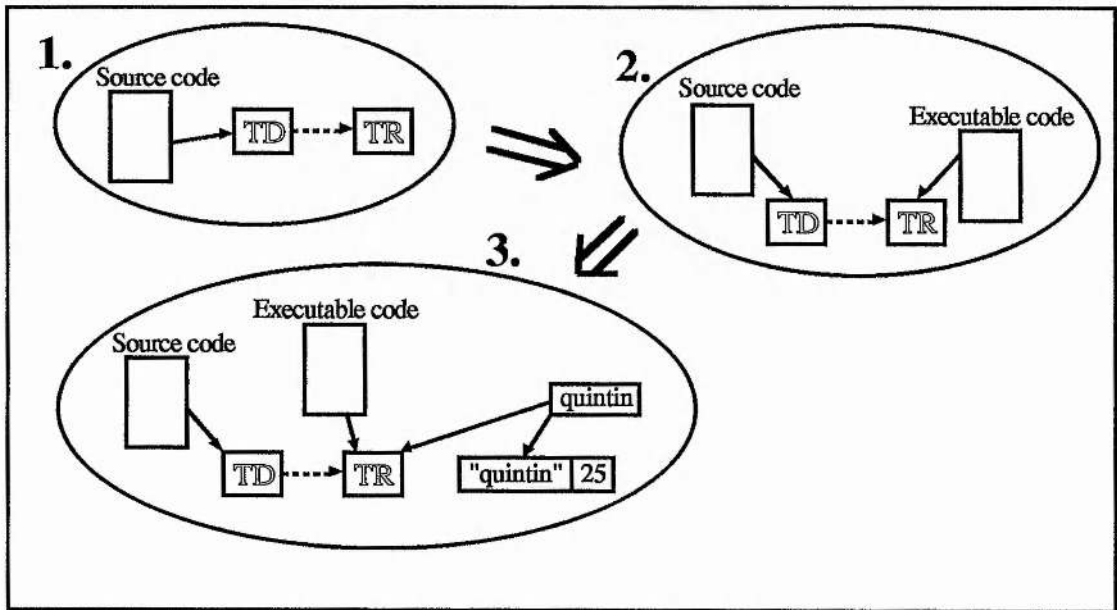 1.
Source code
TD
TR
2.
Source code
Executable code
TD
TR
3.
Executable code
Source code
quintin
TD
TR
"quintin" 25